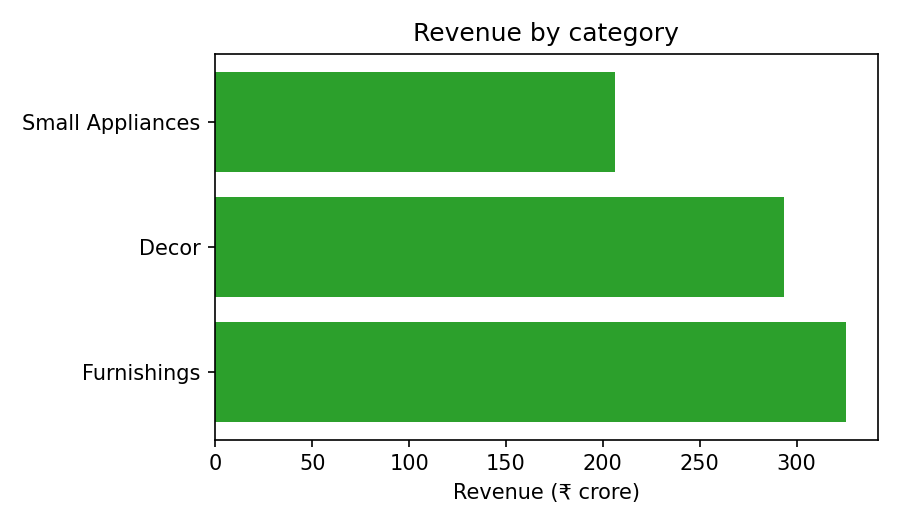 Revenue by category
Small Appliances
Decor
Furnishings
0 50 100 150 200 250 300
Revenue (₹ crore)